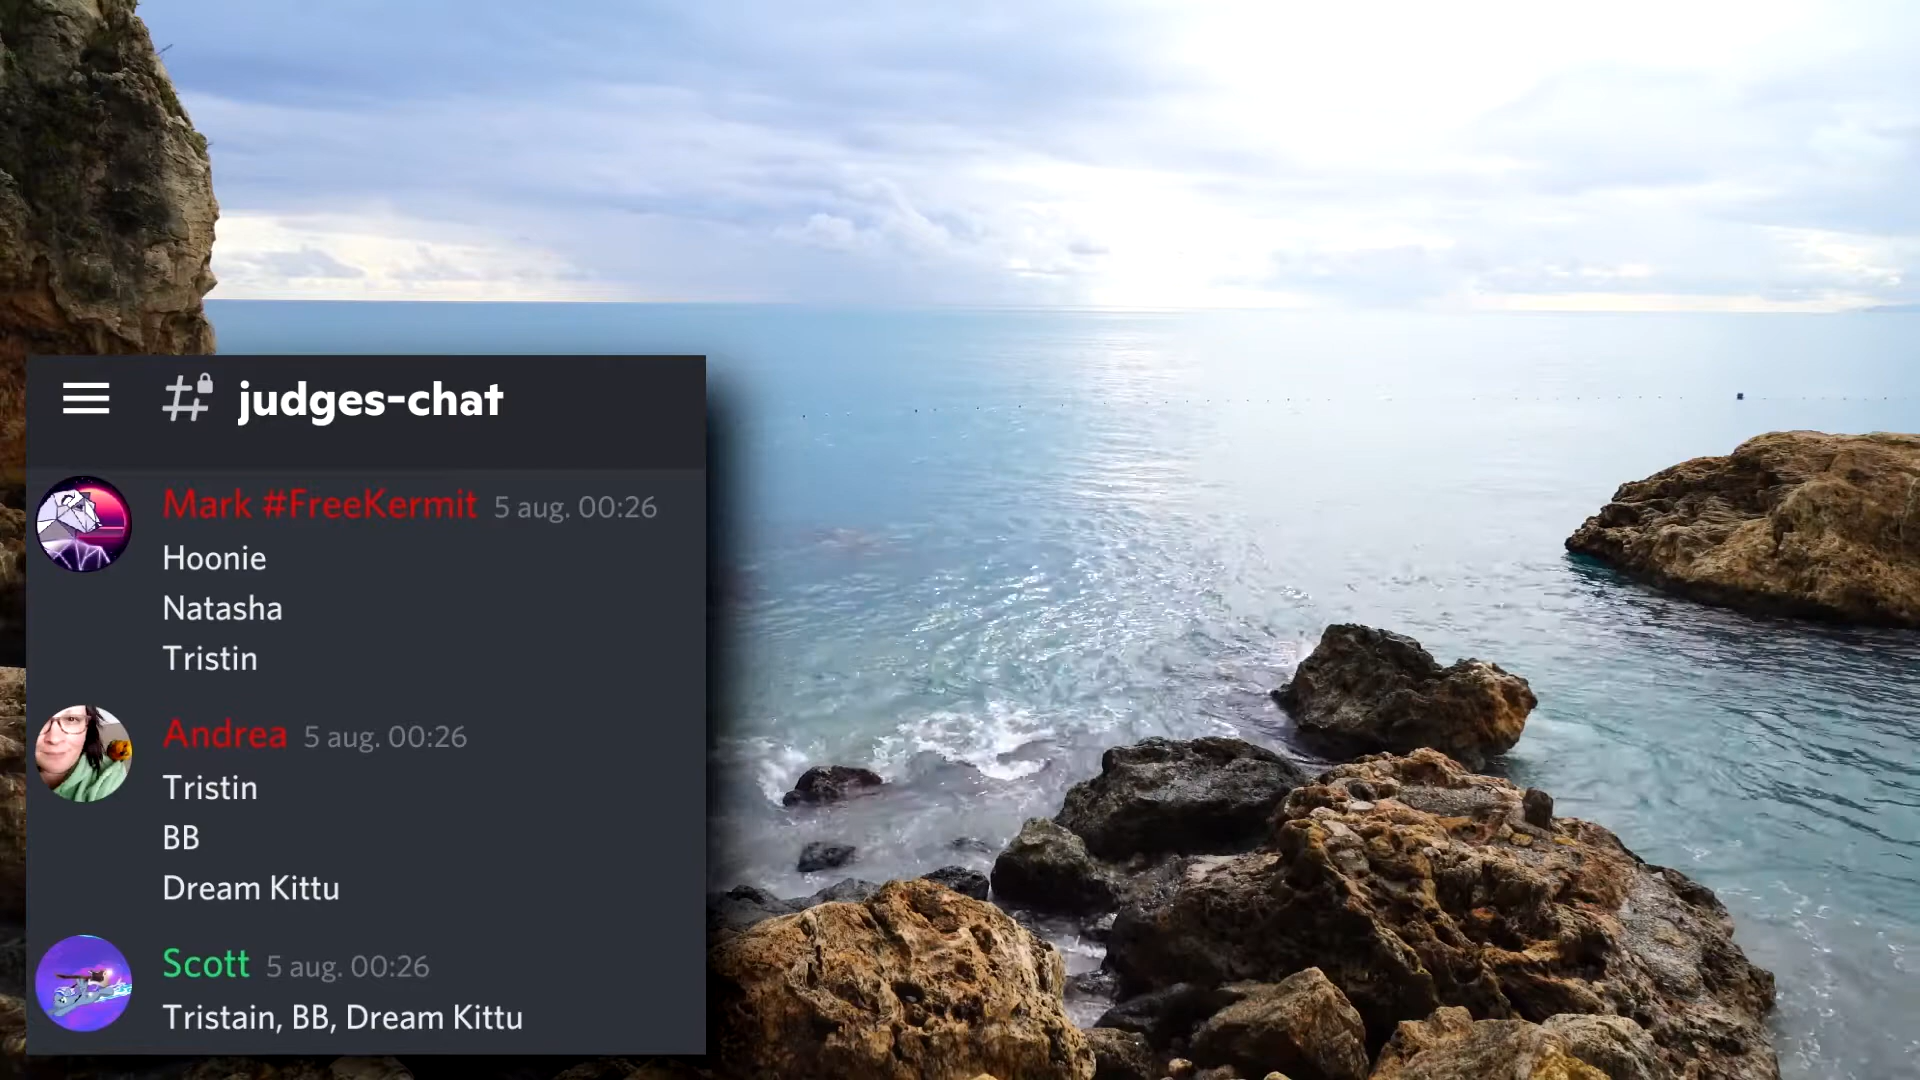 judges-chat
Mark #FreeKermit 5 aug. 00:26
Hoonie
Natasha
Tristin
Andrea 5 aug. 00:26
Tristin
BB
Dream Kittu
Scott 5 aug. 00:26
Tristain, BB, Dream Kittu